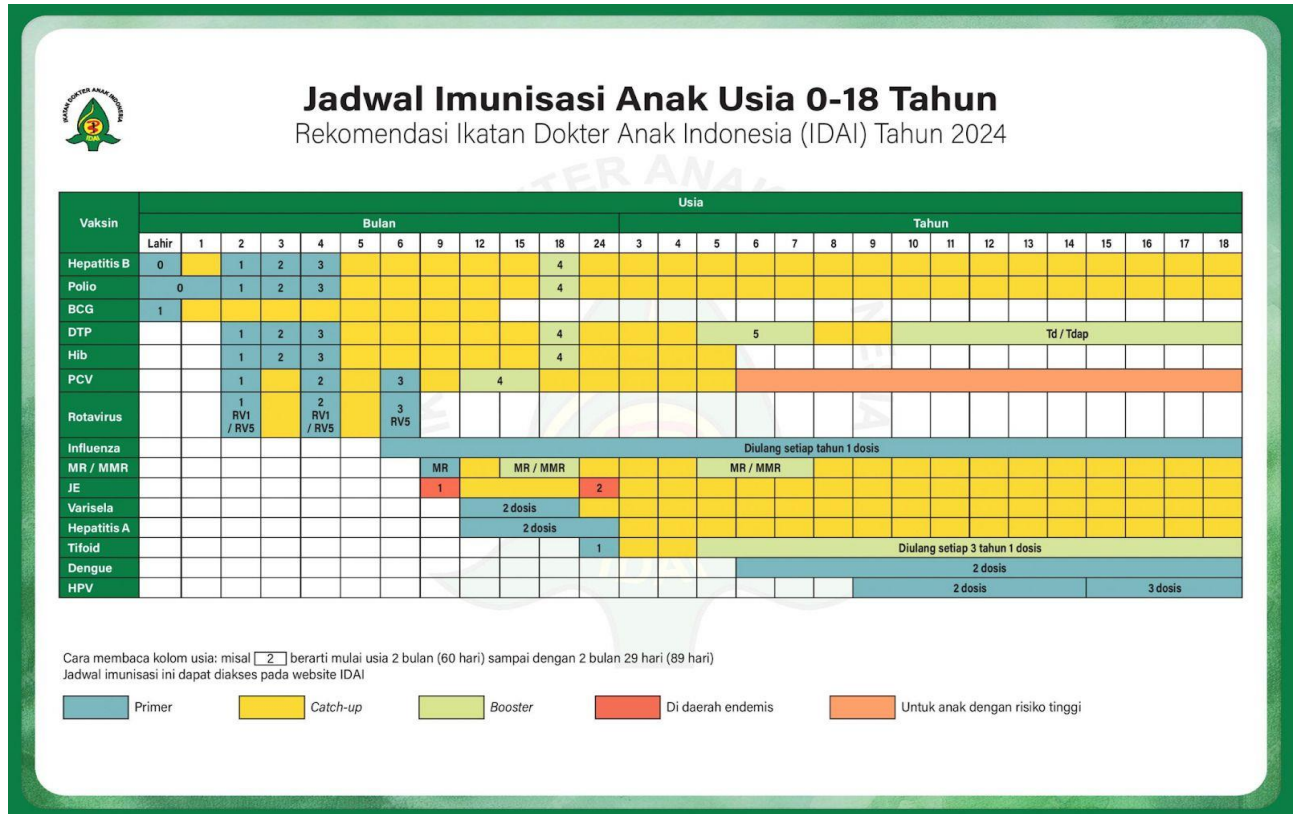 IKATAN DOKTER ANAK INDONESIA
IDAI
Jadwal Imunisasi Anak Usia 0-18 Tahun
Rekomendasi Ikatan Dokter Anak Indonesia (IDAI) Tahun 2024
Vaksin Usia
Bulan Tahun
Lahir 1 2 3 4 5 6 9 12 15 18 24 3 4 5 6 7 8 9 10 11 12 13 14 15 16 17 18
Hepatitis B 0 1 2 3 4
Polio 0 1 2 3 4
BCG 1
DTP 1 2 3 4 5 Td / Tdap
Hib 1 2 3 4
PCV 1 2 3 4
Rotavirus 1 RV1 / RV5 2 RV1 / RV5 3 RV5
Influenza Diulang setiap tahun 1 dosis
MR / MMR MR MR / MMR MR / MMR
JE 1 2
Varisela 2 dosis
Hepatitis A 2 dosis
Tifoid 1 Diulang setiap 3 tahun 1 dosis
Dengue 2 dosis
HPV 2 dosis 3 dosis
Cara membaca kolom usia: misal 2 berarti mulai usia 2 bulan (60 hari) sampai dengan 2 bulan 29 hari (89 hari)
Jadwal imunisasi ini dapat diakses pada website IDAI
Primer Catch-up Booster Di daerah endemis Untuk anak dengan risiko tinggi